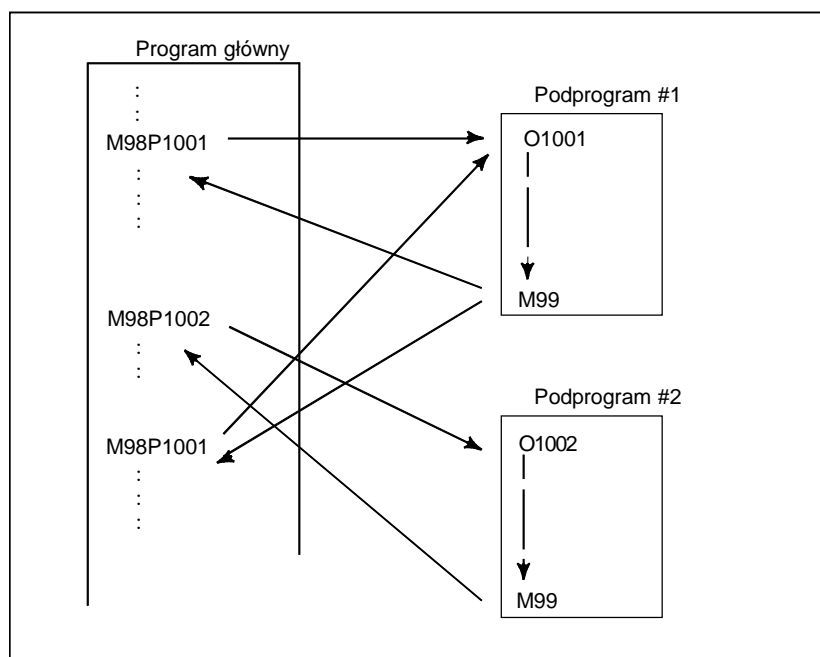 Program główny
M98P1001
M98P1002
M98P1001
Podprogram #1
O1001
M99
Podprogram #2
O1002
M99